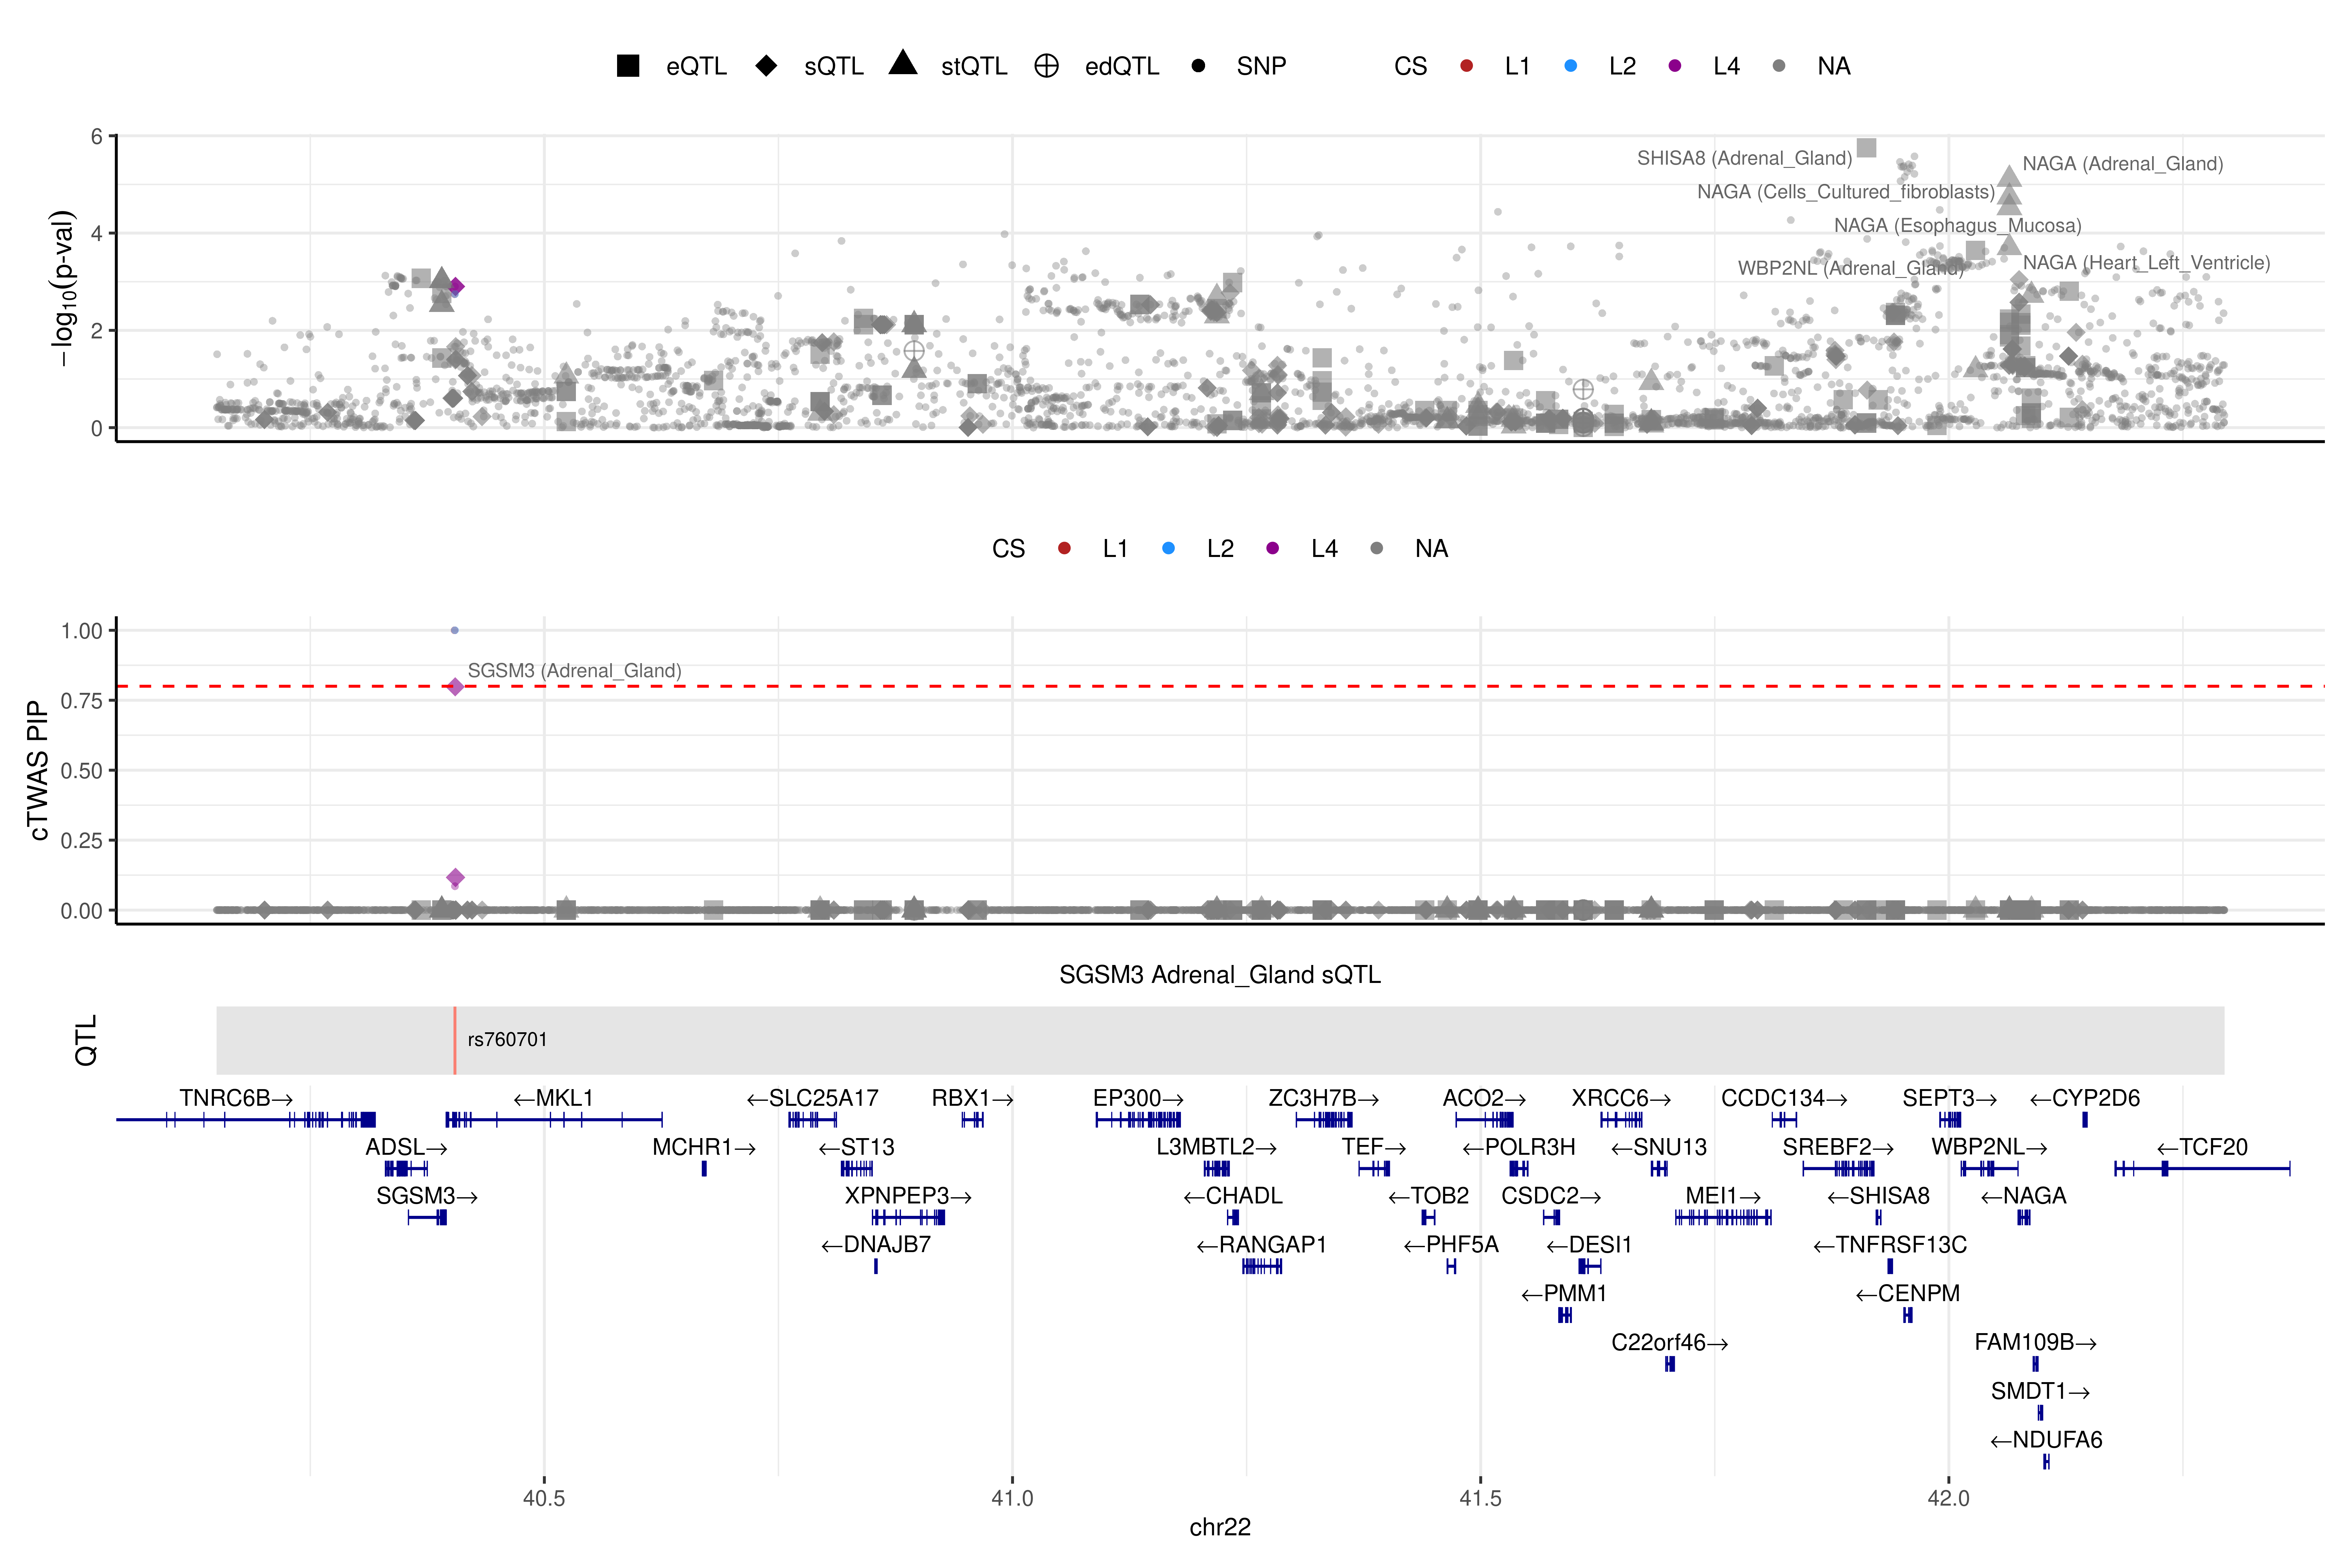 eQTL sQTL stQTL edQTL SNP CS L1 L2 L4 NA
−log10(p-val)
6
4
2
0
SHISA8 (Adrenal_Gland)
NAGA (Adrenal_Gland)
NAGA (Cells_Cultured_fibroblasts)
NAGA (Esophagus_Mucosa)
WBP2NL (Adrenal_Gland)
NAGA (Heart_Left_Ventricle)
CS L1 L2 L4 NA
cTWAS PIP
1.00
0.75
0.50
0.25
0.00
SGSM3 (Adrenal_Gland)
SGSM3 Adrenal_Gland sQTL
QTL
rs760701
TNRC6B→ ←MKL1 ←SLC25A17 RBX1→ EP300→ ZC3H7B→ ACO2→ XRCC6→ CCDC134→ SEPT3→ ←CYP2D6
ADSL→ MCHR1→ ←ST13 L3MBTL2→ TEF→ ←POLR3H ←SNU13 SREBF2→ WBP2NL→ ←TCF20
SGSM3→ XPNPEP3→ ←CHADL ←TOB2 CSDC2→ MEI1→ ←SHISA8 ←NAGA
←DNAJB7 ←RANGAP1 ←PHF5A ←DESI1 ←TNFRSF13C
←PMM1 ←CENPM
C22orf46→ FAM109B→
SMDT1→
←NDUFA6
40.5 41.0 41.5 42.0
chr22